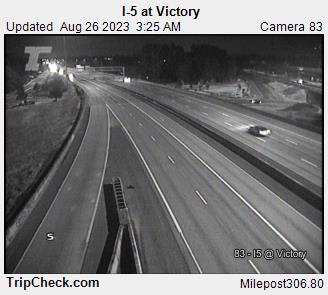 I-5 at Victory
Updated Aug 26 2023 3:25 AM Camera 83
S
83 - I5 @ Victory
TripCheck.com Milepost306.80